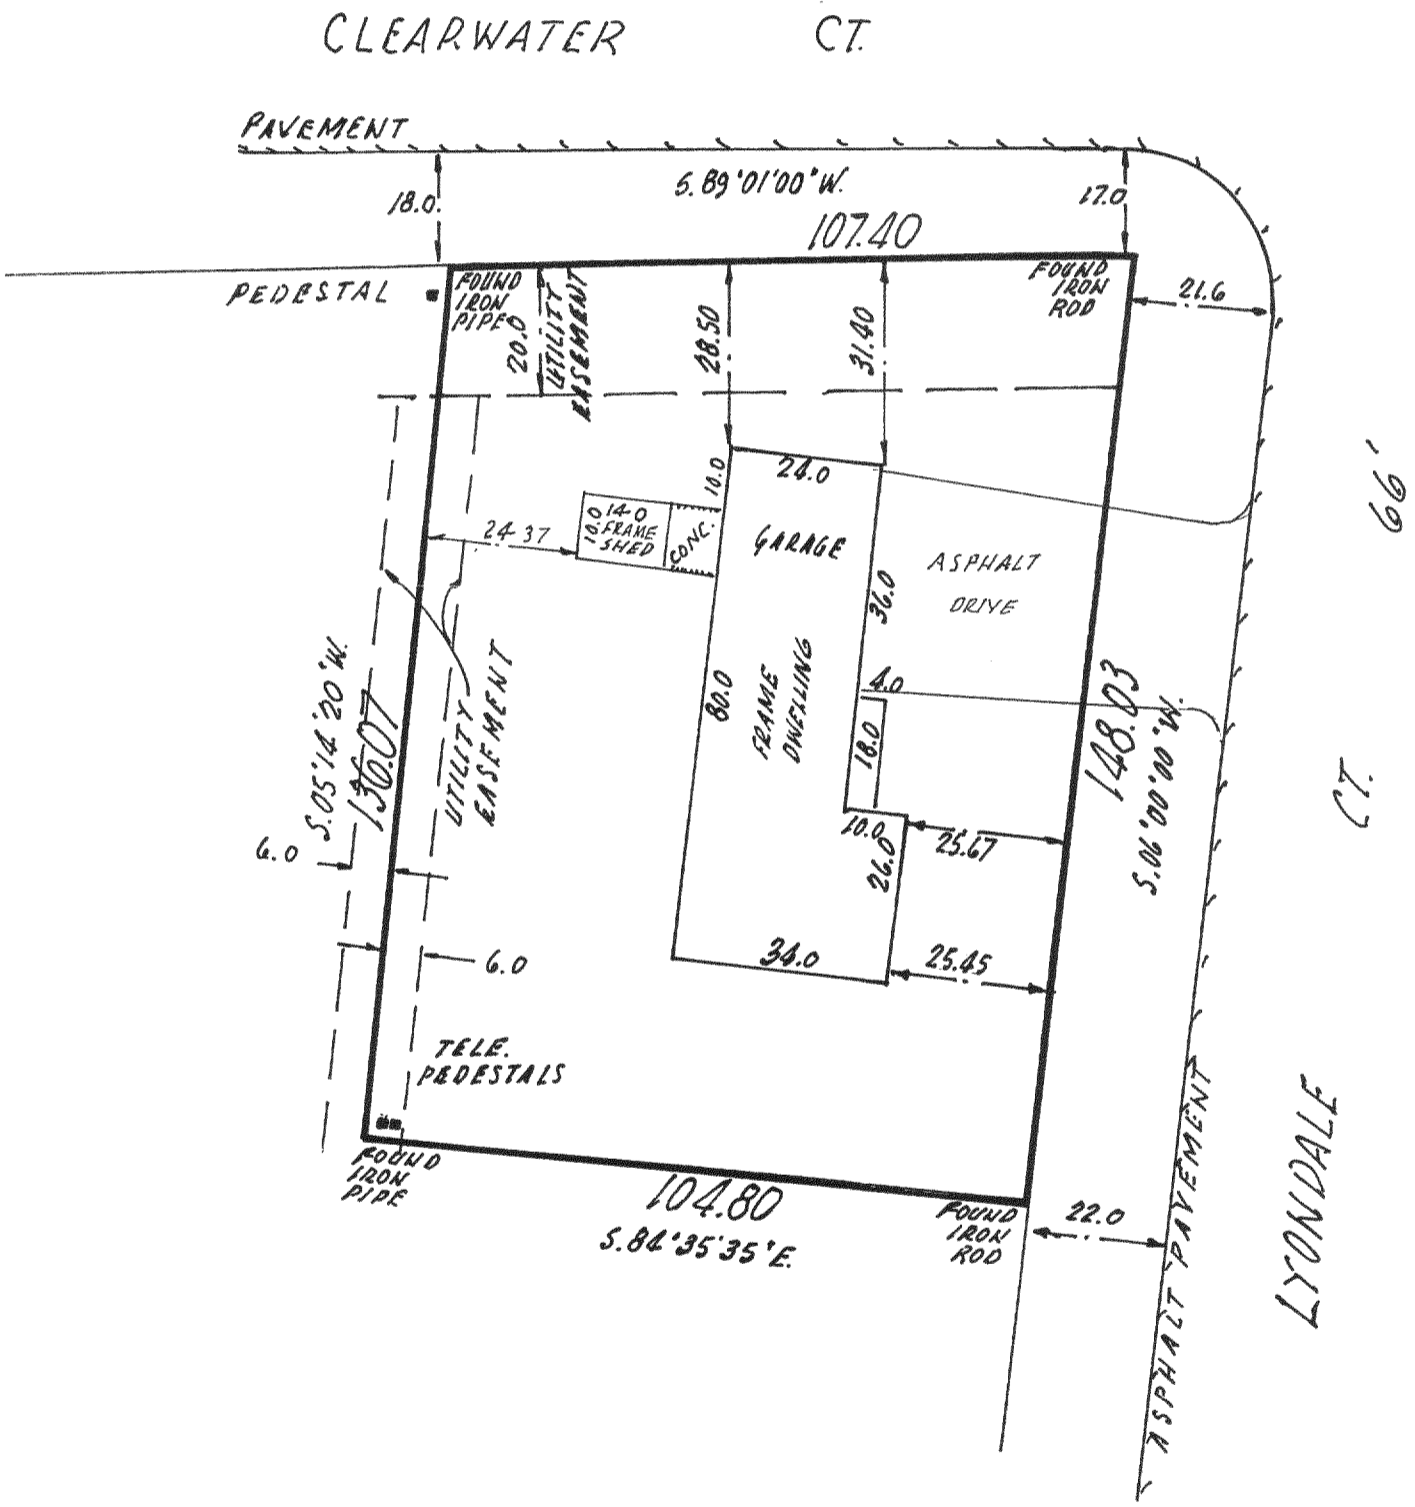 CLEARWATER CT.
PAVEMENT
18.0
S.89°01'00"W.
107.40
17.0
PEDESTAL
FOUND
IRON
PIPE
20.0
UTILITY
EASEMENT
28.50
31.40
FOUND
IRON
ROD
21.6
10.0
24.0
24.37
10.0
14.0
FRAME
SHED
CONC.
GARAGE
ASPHALT
DRIVE
36.0
66'
S.05°14'20"W.
136.07
UTILITY
EASEMENT
80.0
FRAME
DWELLING
4.0
18.0
148.03
S.06°00'00"W.
CT.
10.0
26.0
25.67
6.0
6.0
34.0
25.45
TELE.
PEDESTALS
FOUND
IRON
PIPE
104.80
S.84°35'35"E.
FOUND
IRON
ROD
22.0
ASPHALT PAVEMENT
LYONDALE